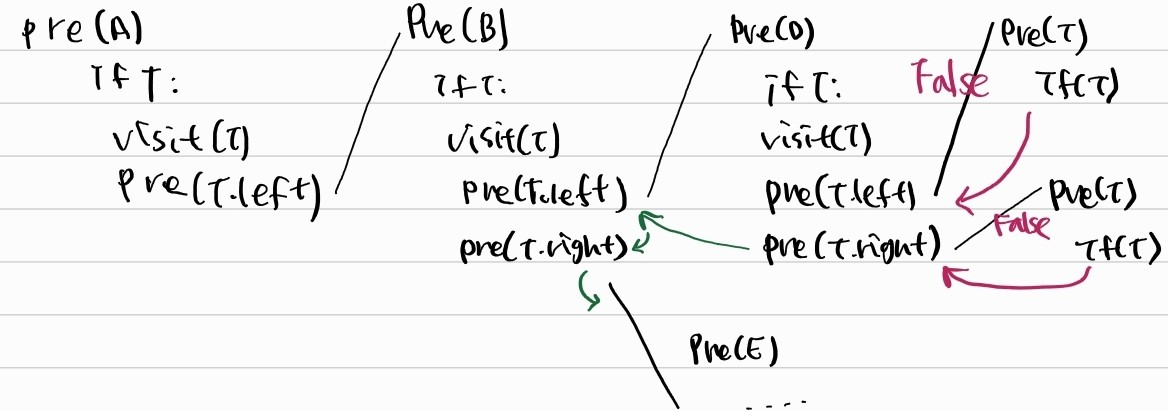 pre(A)
if T:
visit(T)
pre(T.left)
Pre(B)
if T:
visit(T)
pre(T.left)
pre(T.right)
Pre(D)
if T:
visit(T)
pre(T.left)
pre(T.right)
Pre(T)
False
If(T)
Pre(T)
False
If(T)
Pre(E)
....